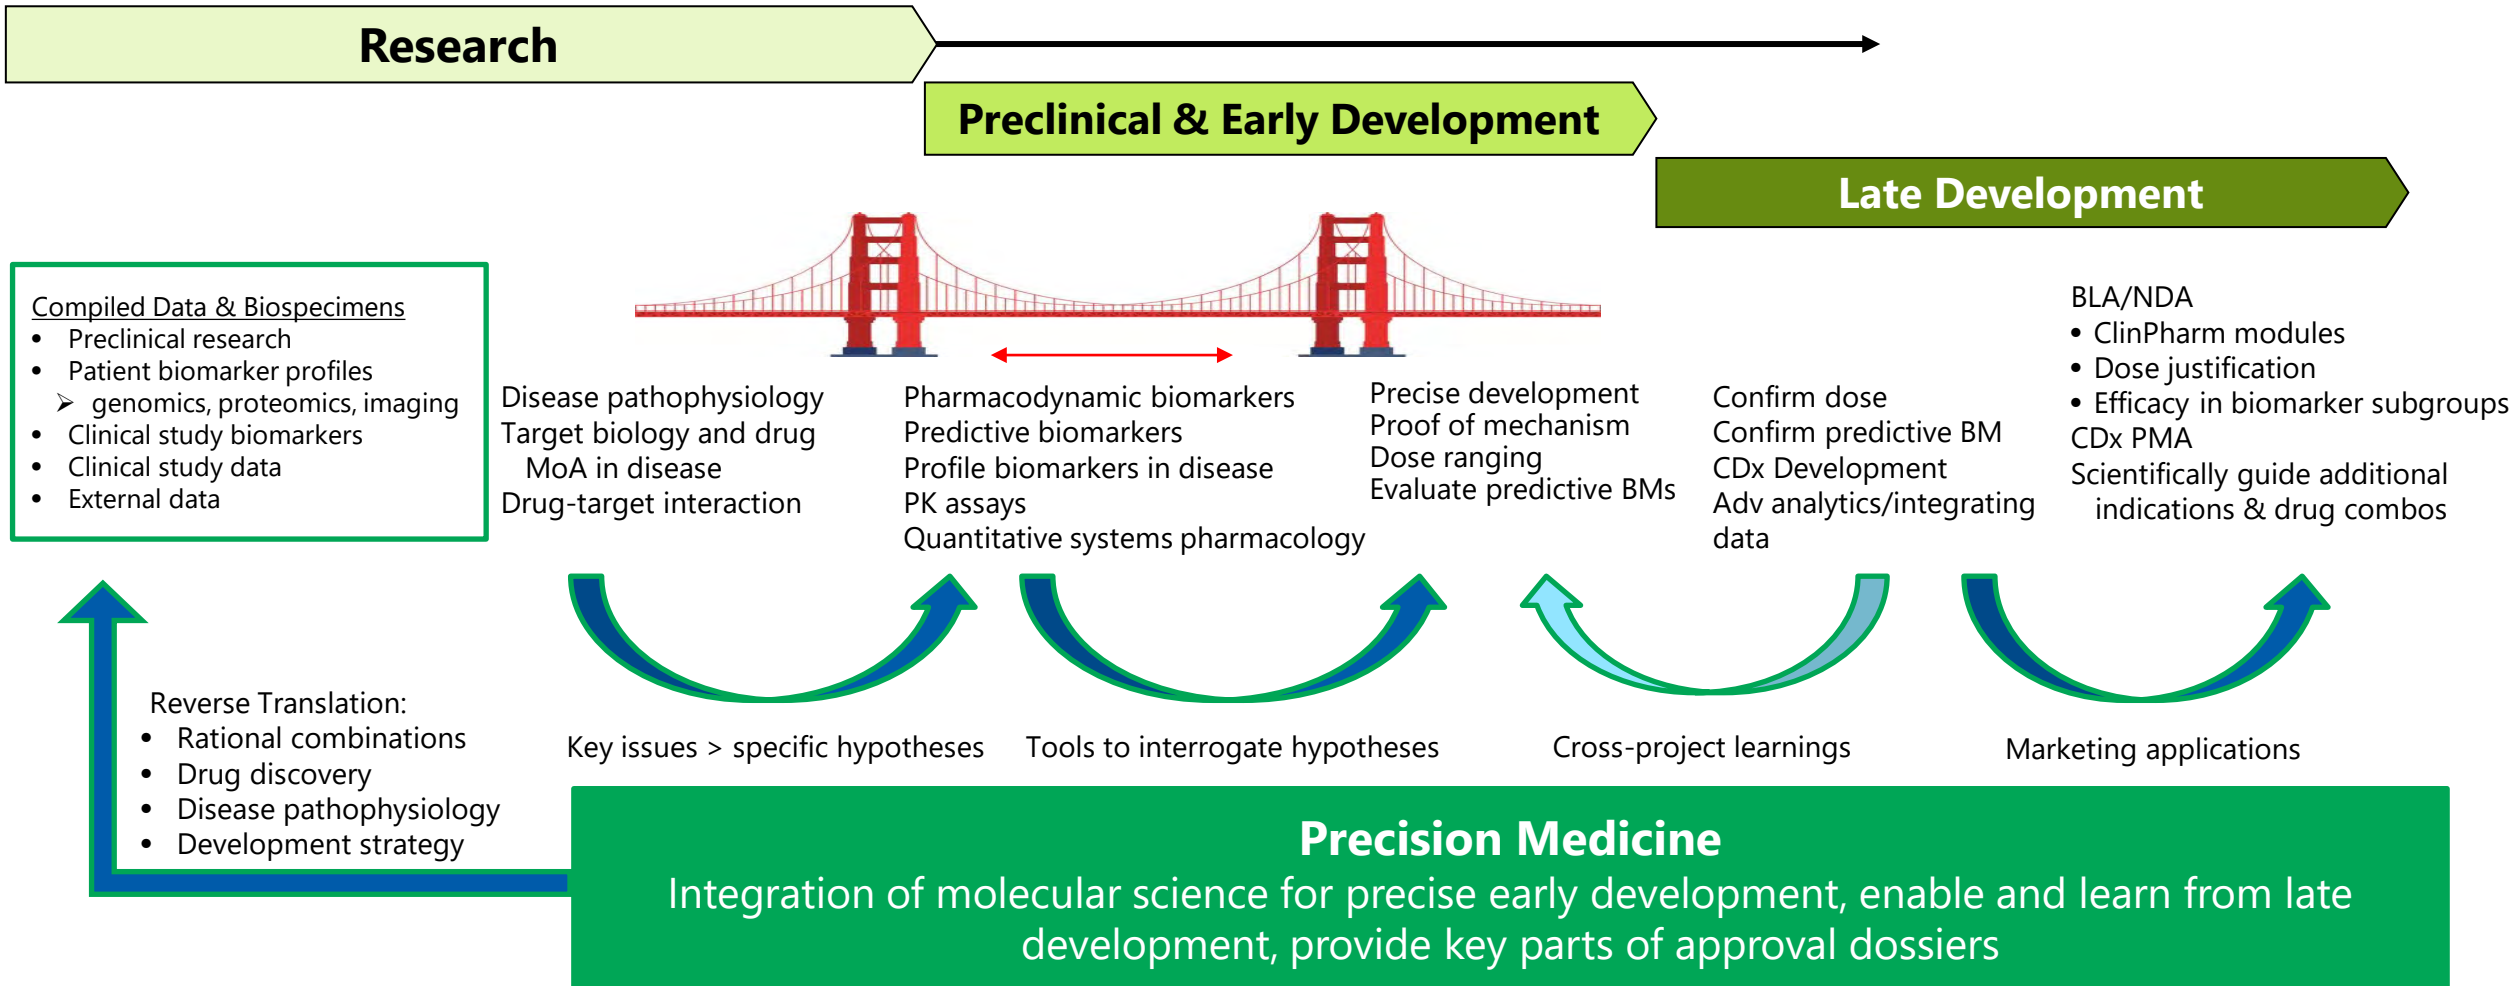 Research
Preclinical & Early Development
Late Development
Compiled Data & Biospecimens
• Preclinical research
• Patient biomarker profiles
➢ genomics, proteomics, imaging
• Clinical study biomarkers
• Clinical study data
• External data
Disease pathophysiology
Target biology and drug
MoA in disease
Drug-target interaction
Pharmacodynamic biomarkers
Predictive biomarkers
Profile biomarkers in disease
PK assays
Quantitative systems pharmacology
Precise development
Proof of mechanism
Dose ranging
Evaluate predictive BMs
Confirm dose
Confirm predictive BM
CDx Development
Adv analytics/integrating
data
BLA/NDA
• ClinPharm modules
• Dose justification
• Efficacy in biomarker subgroups
CDx PMA
Scientifically guide additional
indications & drug combos
Reverse Translation:
• Rational combinations
• Drug discovery
• Disease pathophysiology
• Development strategy
Key issues > specific hypotheses
Tools to interrogate hypotheses
Cross-project learnings
Marketing applications
Precision Medicine
Integration of molecular science for precise early development, enable and learn from late
development, provide key parts of approval dossiers